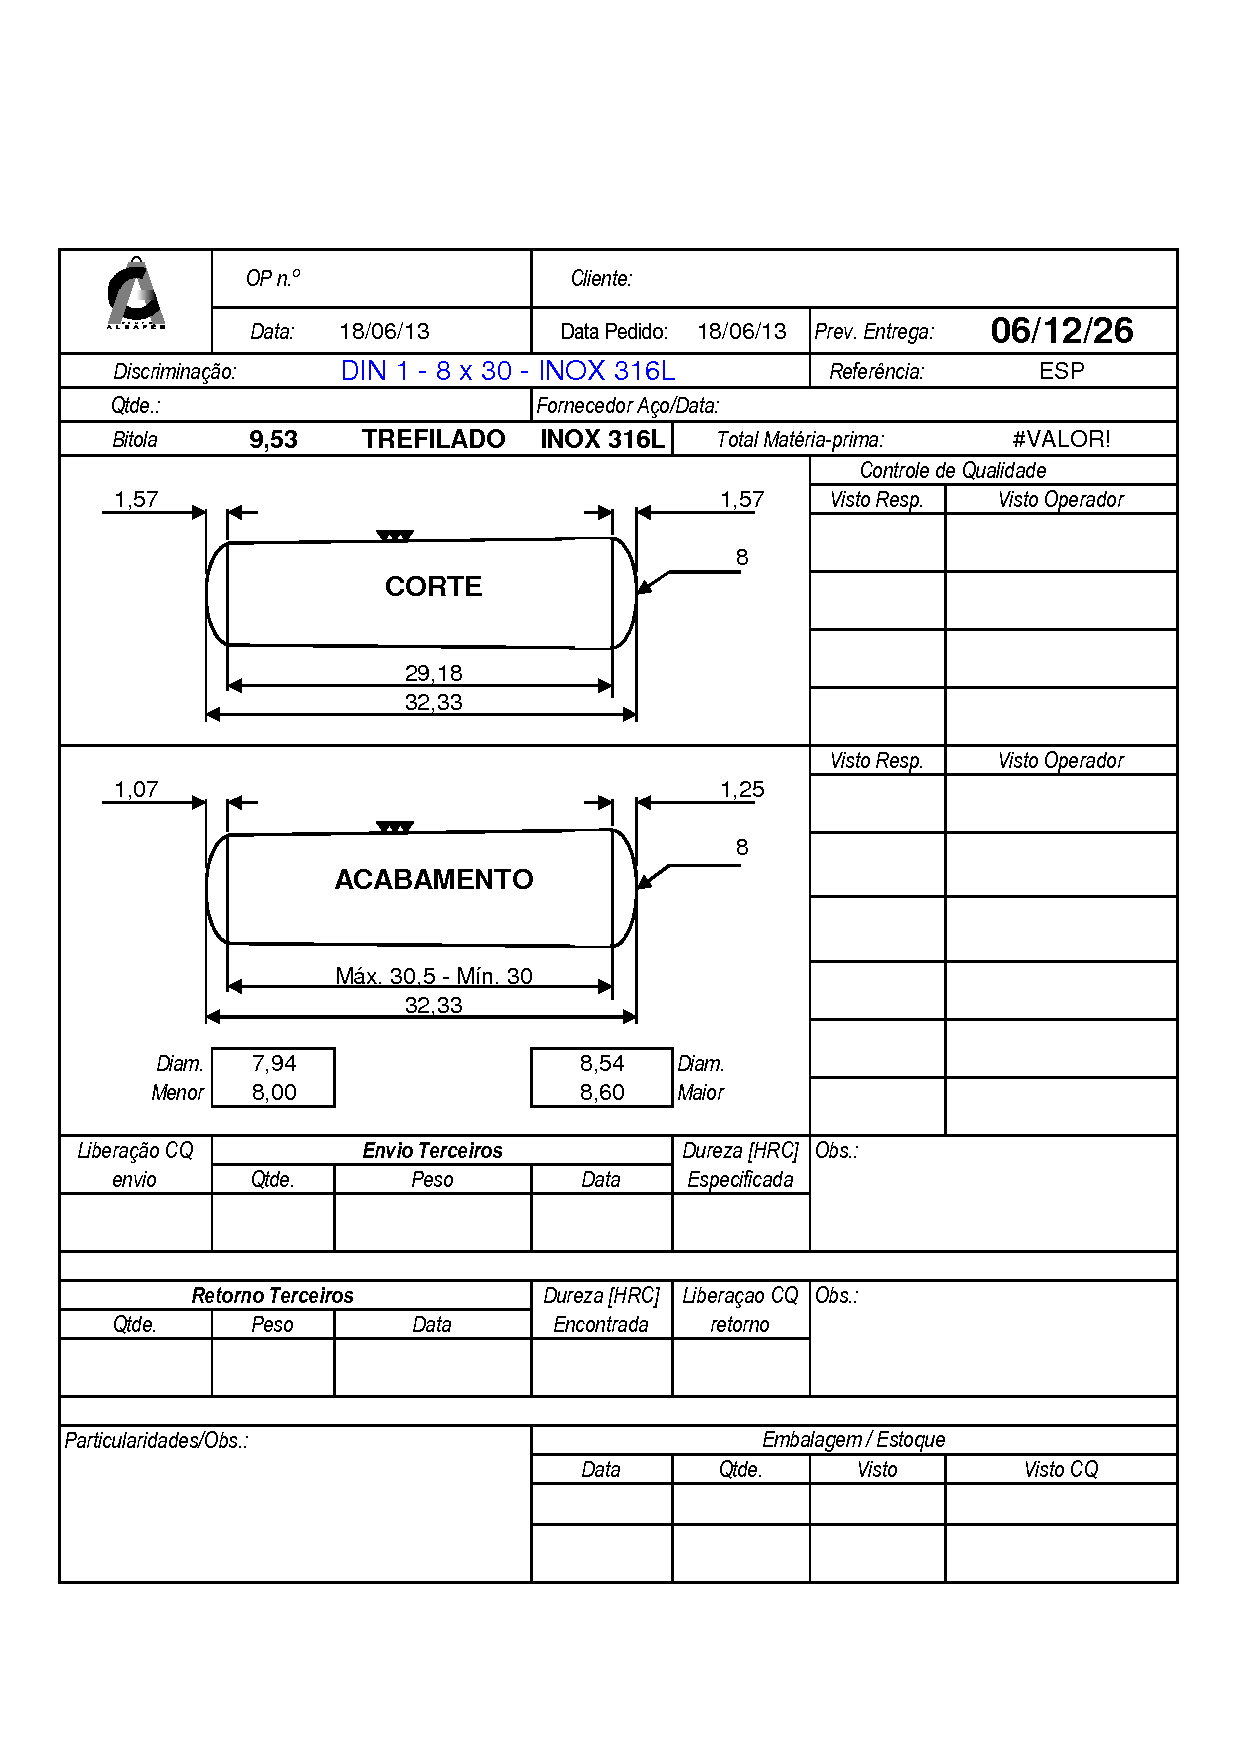 ALBAFER
OP n.º
Cliente:
Data: 18/06/13 Data Pedido: 18/06/13 Prev. Entrega: 06/12/26
Discriminação: DIN 1 - 8 x 30 - INOX 316L Referência: ESP
Qtde.: Fornecedor Aço/Data:
Bitola 9,53 TREFILADO INOX 316L Total Matéria-prima: #VALOR!
Controle de Qualidade
1,57 1,57 Visto Resp. Visto Operador
8
CORTE
29,18
32,33
Visto Resp. Visto Operador
1,07 1,25
8
ACABAMENTO
Máx. 30,5 - Mín. 30
32,33
Diam. 7,94 8,54 Diam.
Menor 8,00 8,60 Maior
Liberação CQ Envio Terceiros Dureza [HRC] Obs.:
envio Qtde. Peso Data Especificada
Retorno Terceiros Dureza [HRC] Liberaçao CQ Obs.:
Qtde. Peso Data Encontrada retorno
Particularidades/Obs.: Embalagem / Estoque
Data Qtde. Visto Visto CQ